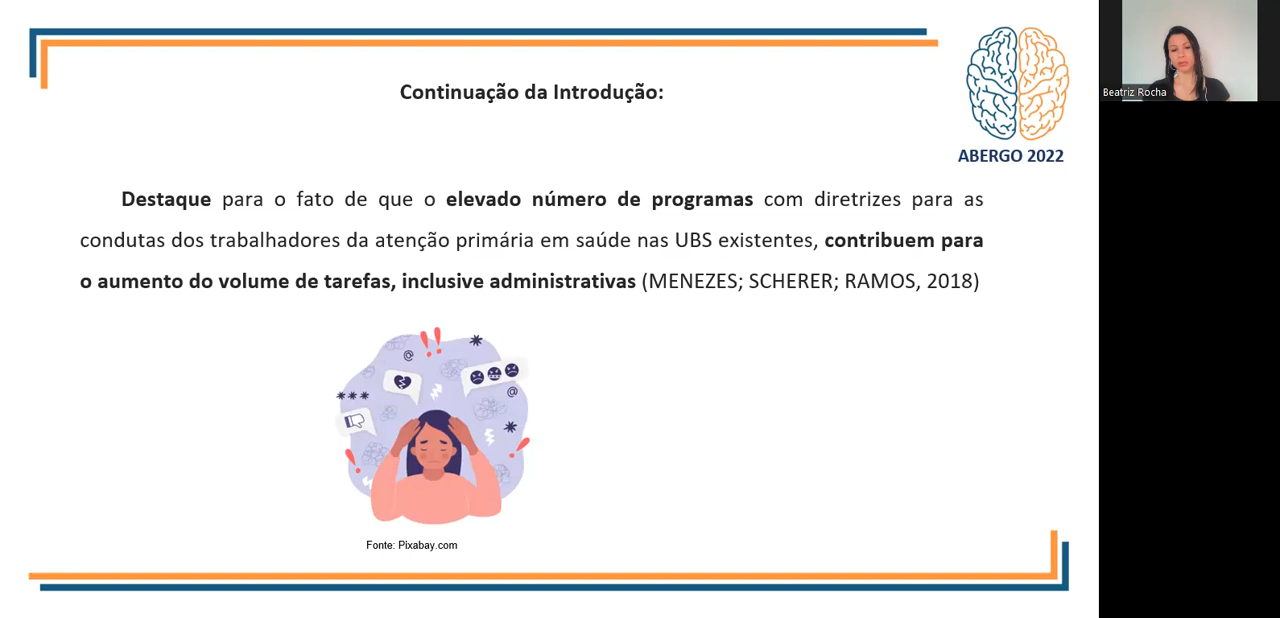 Continuação da Introdução:
ABERGO 2022
Destaque para o fato de que o elevado número de programas com diretrizes para as
condutas dos trabalhadores da atenção primária em saúde nas UBS existentes, contribuem para
o aumento do volume de tarefas, inclusive administrativas (MENEZES; SCHERER; RAMOS, 2018)
@
***
@
Fonte: Pixabay.com
Beatriz Rocha